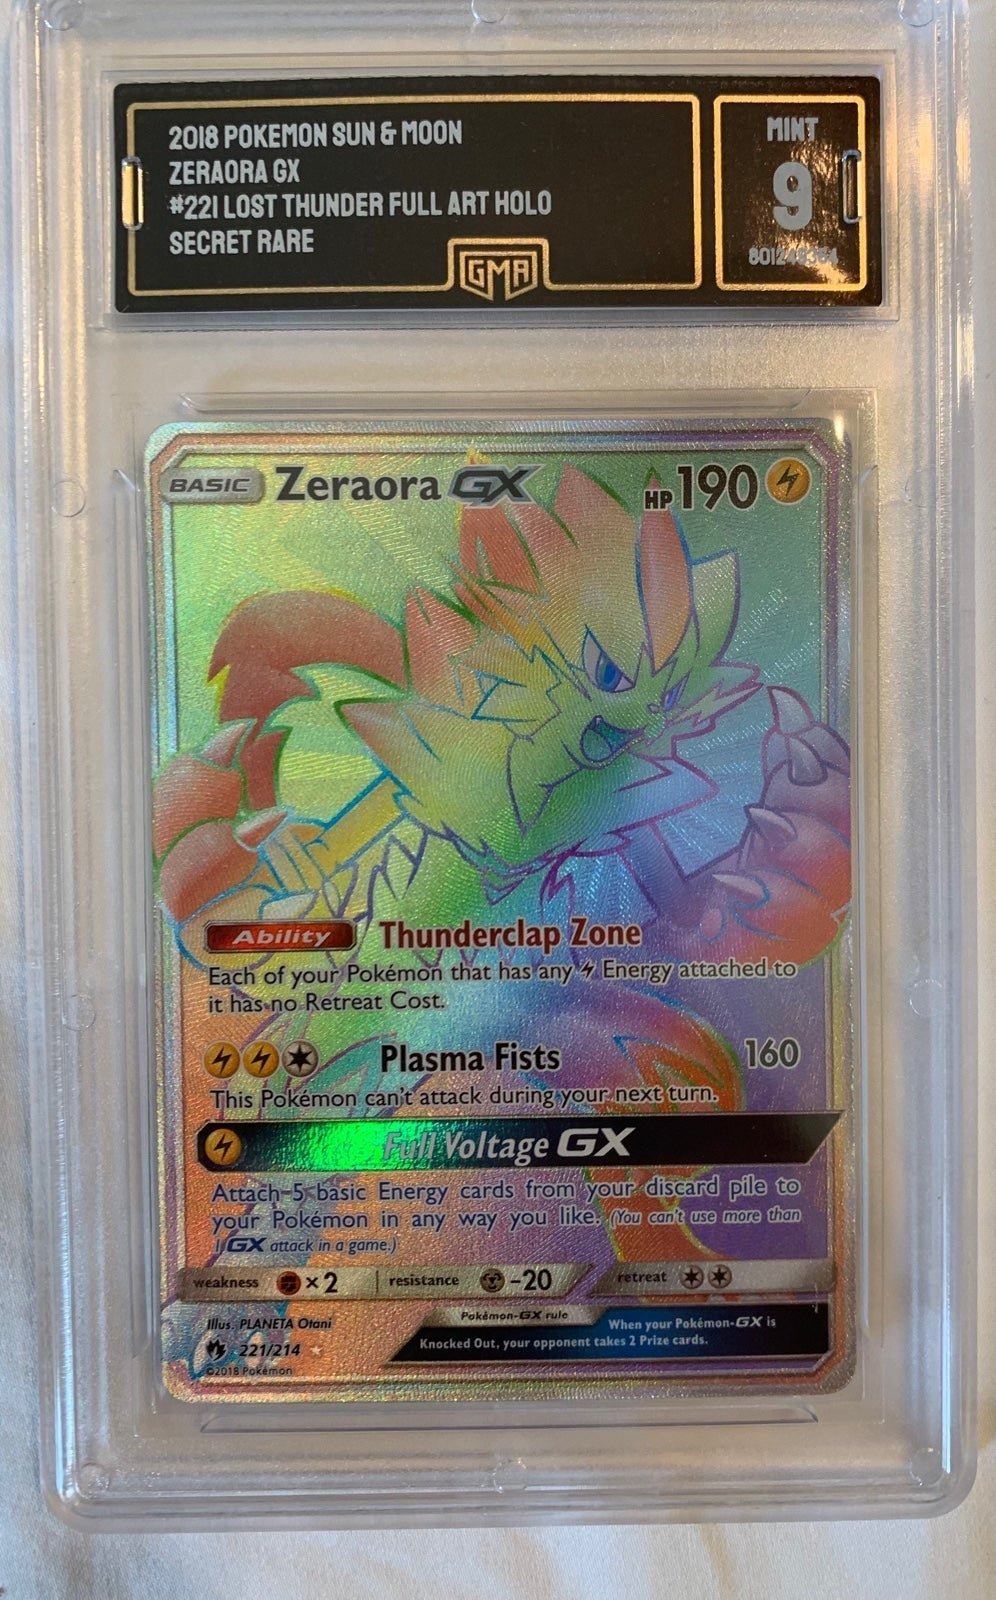 2018 POKEMON SUN & MOON
ZERAORA GX
#221 LOST THUNDER FULL ART HOLO
SECRET RARE
GMA
MINT
9
BASIC Zeraora GX HP 190
Ability Thunderclap Zone
Each of your Pokémon that has any Energy attached to
it has no Retreat Cost.
Plasma Fists 160
This Pokémon can't attack during your next turn.
Full Voltage GX
Attach 5 basic Energy cards from your discard pile to
your Pokémon in any way you like. (You can't use more than
1 GX attack in a game.)
weakness ×2 resistance -20 retreat
Illus. PLANETA Otani
221/214
©2018 Pokémon
Pokémon-GX rule
When your Pokémon-GX is
Knocked Out, your opponent takes 2 Prize cards.